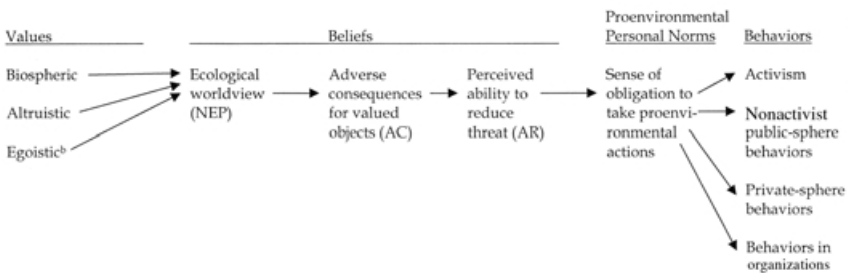 Proenvironmental
Values Beliefs Personal Norms Behaviors
Biospheric
Altruistic
Egoisticᵇ
Ecological
worldview
(NEP)
Adverse
consequences
for valued
objects (AC)
Perceived
ability to
reduce
threat (AR)
Sense of
obligation to
take proenvi-
ronmental
actions
Activism
Nonactivist
public-sphere
behaviors
Private-sphere
behaviors
Behaviors in
organizations